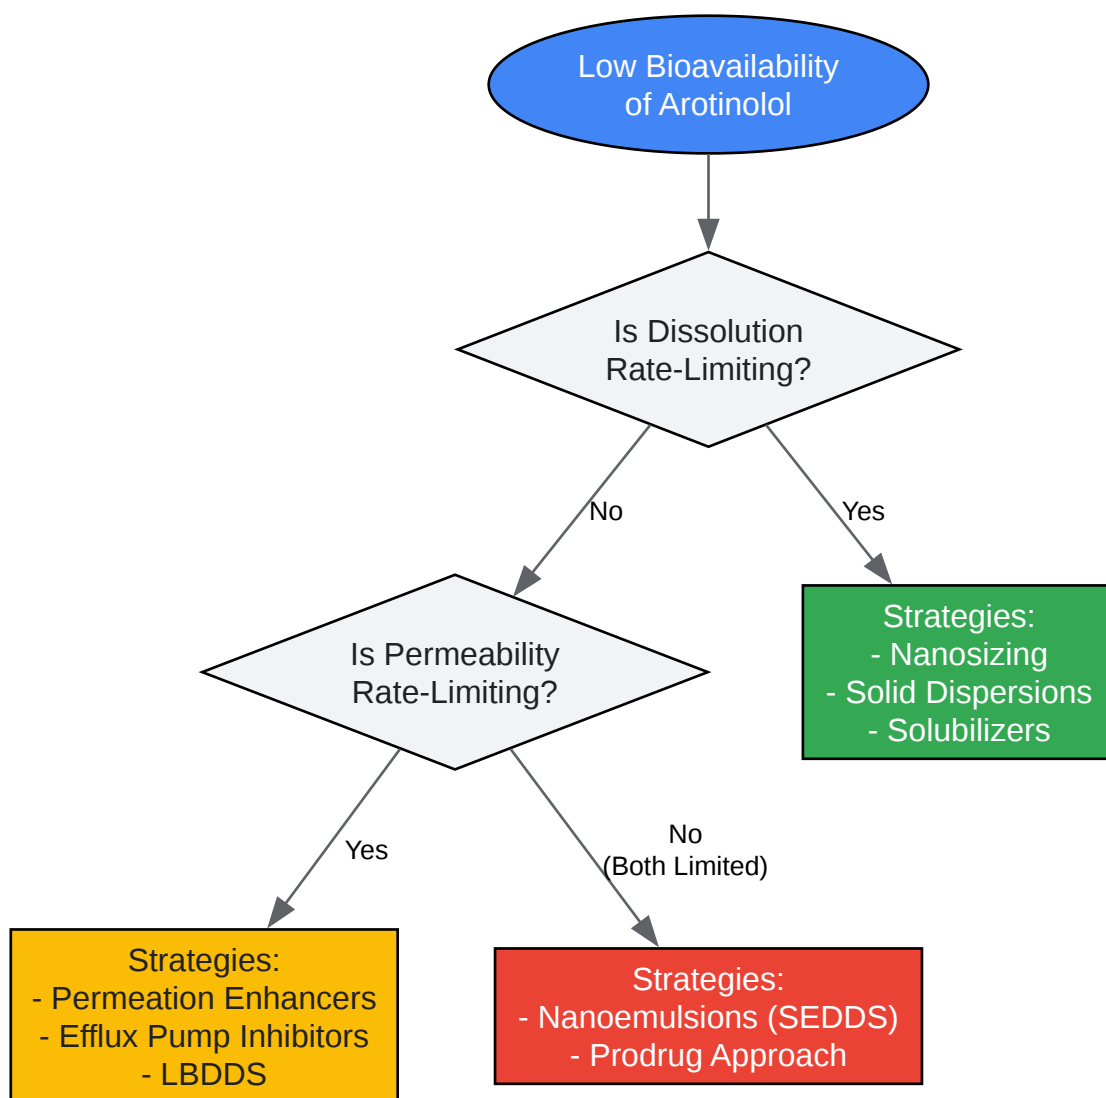 Low Bioavailability
of Arotinolol
Is Dissolution
Rate-Limiting?
No
Yes
Is Permeability
Rate-Limiting?
Strategies:
- Nanosizing
- Solid Dispersions
- Solubilizers
Yes
No
(Both Limited)
Strategies:
- Permeation Enhancers
- Efflux Pump Inhibitors
- LBDDS
Strategies:
- Nanoemulsions (SEDDS)
- Prodrug Approach